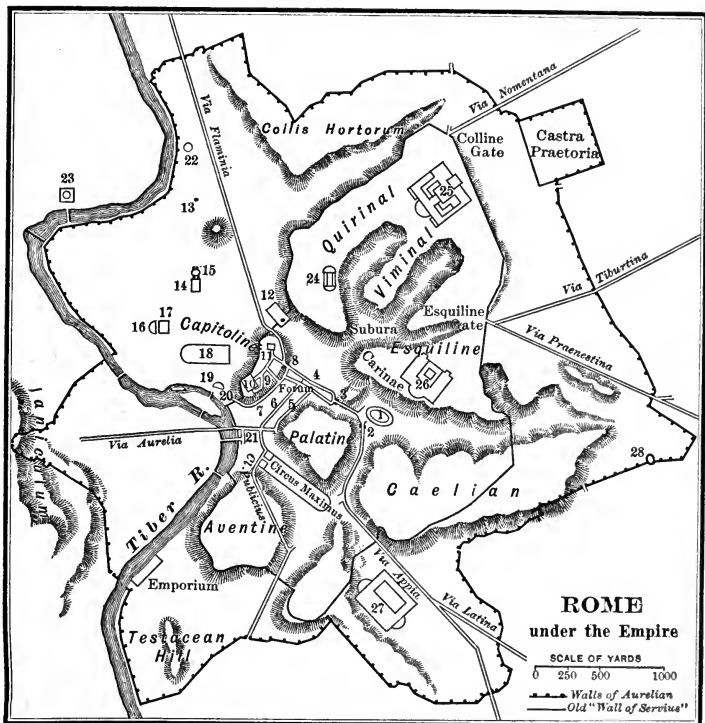 Via Nomentana
Collis Hortorum
Colline
Gate
Castra
Praetoria
Via Flaminia
22
23
13
25
Quirinal
Viminal
15
14
24
Via Tiburtina
12
17
16
Capitoline
Subura
Esquiline
Gate
Via Praenestina
18
11
8
Esquiline
Carinae
26
19
10
9
4
20
Forum
3
1
7
6
5
2
Janiculum
Via Aurelia
21
Palatine
28
Tiber R.
Cl. Publicius
Circus Maximus
Caelian
Aventine
Via Appia
Emporium
27
Via Latina
Testacean
Hill
ROME
under the Empire
SCALE OF YARDS
0 250 500 1000
Walls of Aurelian
Old "Wall of Servius"